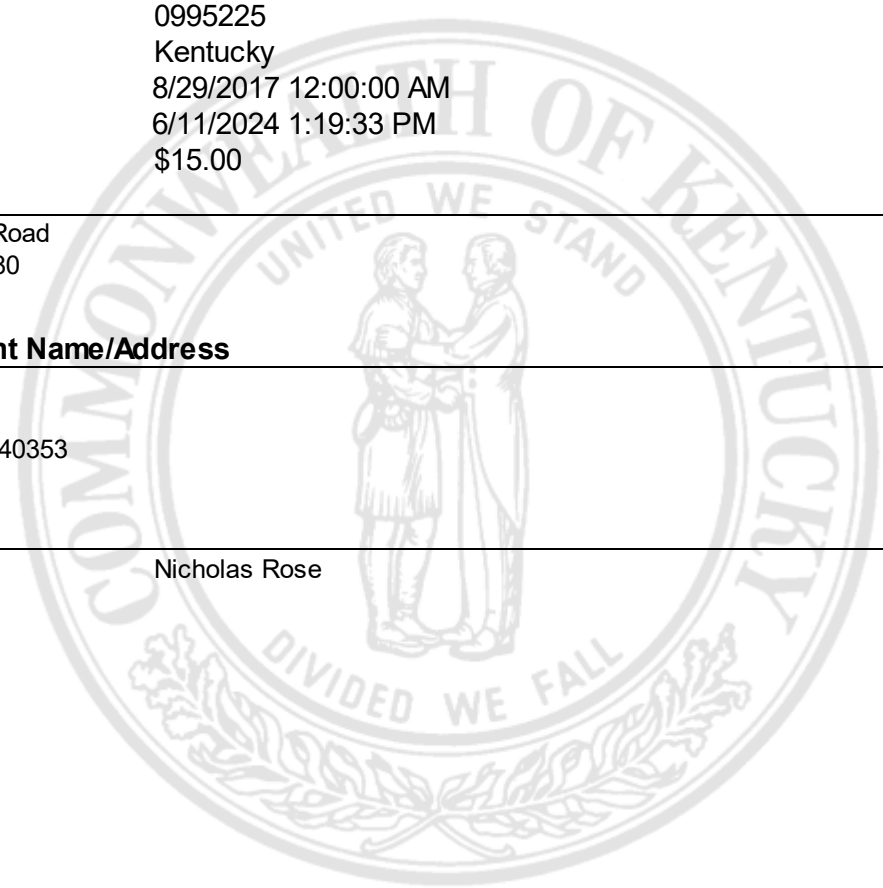 0995225
Kentucky
8/29/2017 12:00:00 AM
6/11/2024 1:19:33 PM
$15.00
Road
30
nt Name/Address
40353
Nicholas Rose
COMMONWEALTH OF KENTUCKY
UNITED WE STAND
DIVIDED WE FALL